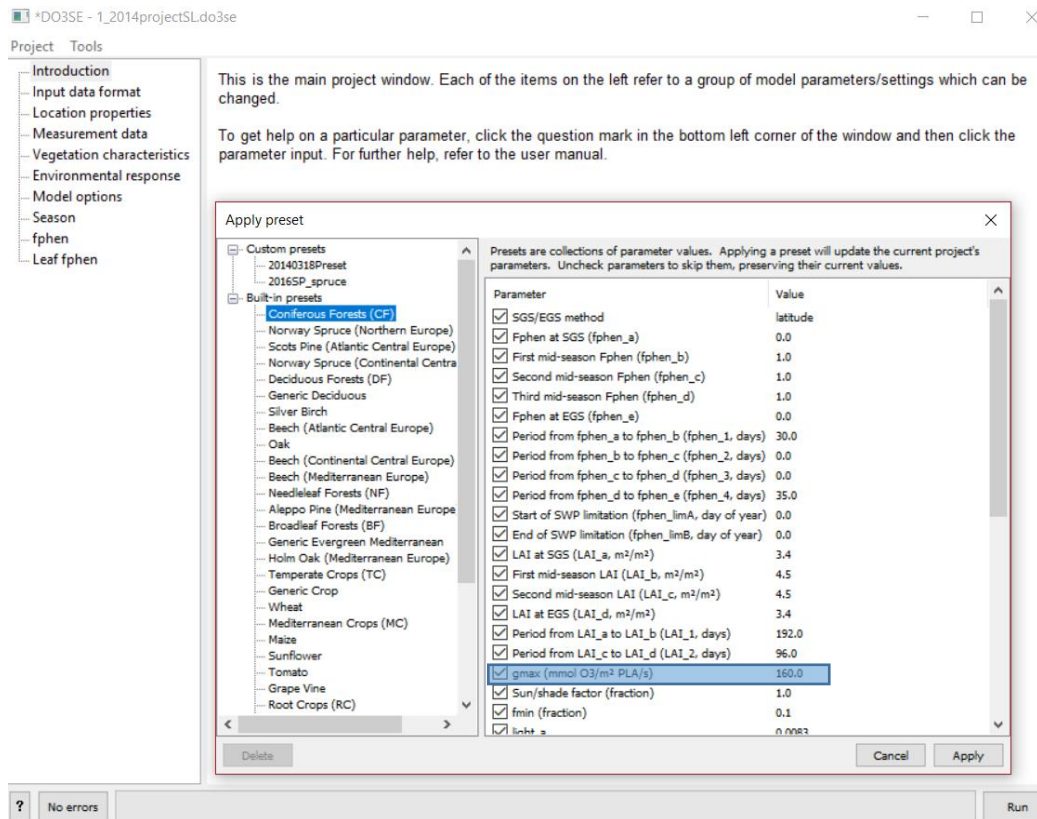 *DO3SE - 1_2014projectSL.do3se
Project Tools
Introduction
Input data format
Location properties
Measurement data
Vegetation characteristics
Environmental response
Model options
Season
fphen
Leaf fphen
This is the main project window. Each of the items on the left refer to a group of model parameters/settings which can be
changed.
To get help on a particular parameter, click the question mark in the bottom left corner of the window and then click the
parameter input. For further help, refer to the user manual.
Apply preset
Custom presets
20140318Preset
2016SP_spruce
Built-in presets
Coniferous Forests (CF)
Norway Spruce (Northern Europe)
Scots Pine (Atlantic Central Europe)
Norway Spruce (Continental Centra
Deciduous Forests (DF)
Generic Deciduous
Silver Birch
Beech (Atlantic Central Europe)
Oak
Beech (Continental Central Europe)
Beech (Mediterranean Europe)
Needleleaf Forests (NF)
Aleppo Pine (Mediterranean Europe
Broadleaf Forests (BF)
Generic Evergreen Mediterranean
Holm Oak (Mediterranean Europe)
Temperate Crops (TC)
Generic Crop
Wheat
Mediterranean Crops (MC)
Maize
Sunflower
Tomato
Grape Vine
Root Crops (RC)
Presets are collections of parameter values. Applying a preset will update the current project's
parameters. Uncheck parameters to skip them, preserving their current values.
Parameter Value
SGS/EGS method latitude
Fphen at SGS (fphen_a) 0.0
First mid-season Fphen (fphen_b) 1.0
Second mid-season Fphen (fphen_c) 1.0
Third mid-season Fphen (fphen_d) 1.0
Fphen at EGS (fphen_e) 0.0
Period from fphen_a to fphen_b (fphen_1, days) 30.0
Period from fphen_b to fphen_c (fphen_2, days) 0.0
Period from fphen_c to fphen_d (fphen_3, days) 0.0
Period from fphen_d to fphen_e (fphen_4, days) 35.0
Start of SWP limitation (fphen_limA, day of year) 0.0
End of SWP limitation (fphen_limB, day of year) 0.0
LAI at SGS (LAI_a, m²/m²) 3.4
First mid-season LAI (LAI_b, m²/m²) 4.5
Second mid-season LAI (LAI_c, m²/m²) 4.5
LAI at EGS (LAI_d, m²/m²) 3.4
Period from LAI_a to LAI_b (LAI_1, days) 192.0
Period from LAI_c to LAI_d (LAI_2, days) 96.0
gmax (mmol O3/m² PLA/s) 160.0
Sun/shade factor (fraction) 1.0
fmin (fraction) 0.1
light_a 0.0083
Delete
Cancel
Apply
?
No errors
Run